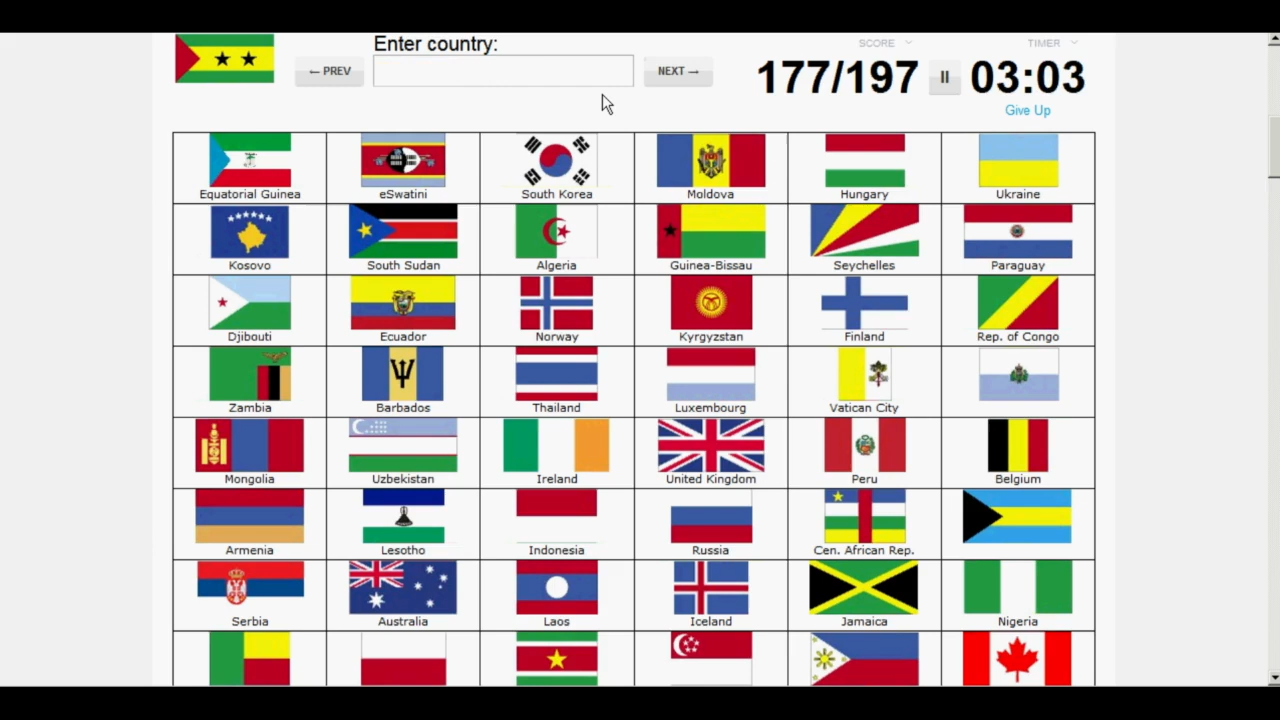 Enter country:
← PREV
NEXT →
SCORE
177/197
TIMER
03:03
Give Up
Equatorial Guinea
eSwatini
South Korea
Moldova
Hungary
Ukraine
Kosovo
South Sudan
Algeria
Guinea-Bissau
Seychelles
Paraguay
Djibouti
Ecuador
Norway
Kyrgyzstan
Finland
Rep. of Congo
Zambia
Barbados
Thailand
Luxembourg
Vatican City
Mongolia
Uzbekistan
Ireland
United Kingdom
Peru
Belgium
Armenia
Lesotho
Indonesia
Russia
Cen. African Rep.
Serbia
Australia
Laos
Iceland
Jamaica
Nigeria